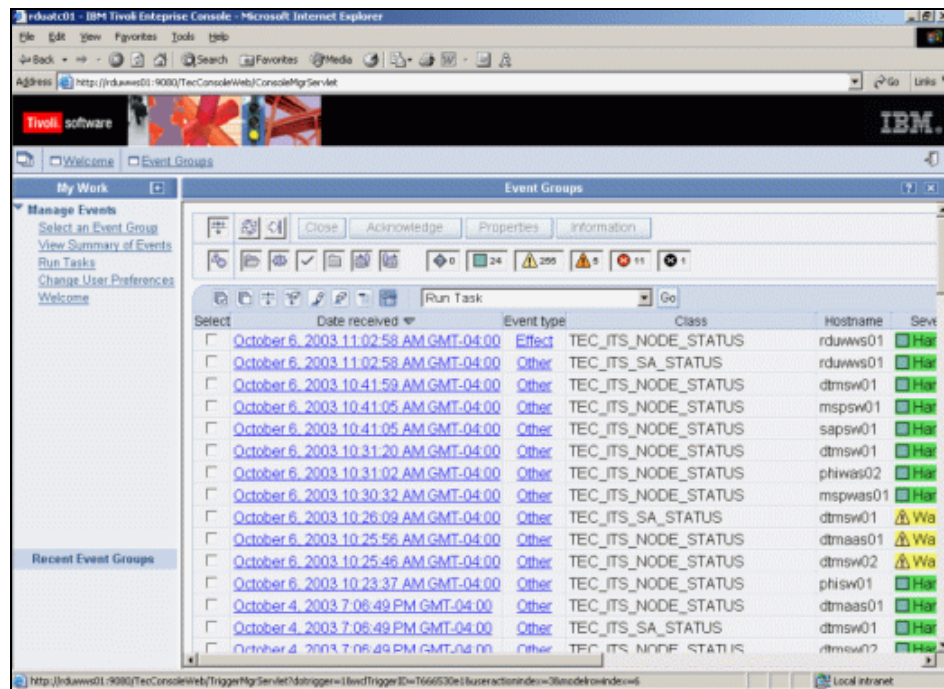 rduatc01 - IBM Tivoli Enteprise Console - Microsoft Internet Explorer
File Edit View Favorites Tools Help
Back Search Favorites Media
Address http://rduwws01:9080/TecConsoleWeb/ConsoleMgrServlet Go Links
Tivoli. software IBM.
Welcome Event Groups
My Work Event Groups
Manage Events
Select an Event Group
View Summary of Events
Run Tasks
Change User Preferences
Welcome
Recent Event Groups
Close Acknowledge Properties Information
0 24 255 5 11 1
Run Task Go
Select Date received Event type Class Hostname Seve
October 6, 2003 11:02:58 AM GMT-04:00 Effect TEC_ITS_NODE_STATUS rduwws01 Har
October 6, 2003 11:02:58 AM GMT-04:00 Other TEC_ITS_SA_STATUS rduwws01 Har
October 6, 2003 10:41:59 AM GMT-04:00 Other TEC_ITS_NODE_STATUS dtmsw01 Har
October 6, 2003 10:41:05 AM GMT-04:00 Other TEC_ITS_NODE_STATUS mspsw01 Har
October 6, 2003 10:41:05 AM GMT-04:00 Other TEC_ITS_NODE_STATUS sapsw01 Har
October 6, 2003 10:31:20 AM GMT-04:00 Other TEC_ITS_NODE_STATUS dtmsw01 Har
October 6, 2003 10:31:02 AM GMT-04:00 Other TEC_ITS_NODE_STATUS phiwas02 Har
October 6, 2003 10:30:32 AM GMT-04:00 Other TEC_ITS_NODE_STATUS mspwas01 Har
October 6, 2003 10:26:09 AM GMT-04:00 Other TEC_ITS_SA_STATUS dtmsw01 Wa
October 6, 2003 10:25:56 AM GMT-04:00 Other TEC_ITS_NODE_STATUS dtmaas01 Wa
October 6, 2003 10:25:46 AM GMT-04:00 Other TEC_ITS_NODE_STATUS dtmsw02 Wa
October 6, 2003 10:23:37 AM GMT-04:00 Other TEC_ITS_NODE_STATUS phisw01 Har
October 4, 2003 7:06:49 PM GMT-04:00 Other TEC_ITS_NODE_STATUS dtmaas01 Har
October 4, 2003 7:06:49 PM GMT-04:00 Other TEC_ITS_SA_STATUS dtmsw01 Har
October 4, 2003 7:06:49 PM GMT-04:00 Other TEC_ITS_NODE_STATUS dtmsw02 Har
Local intranet